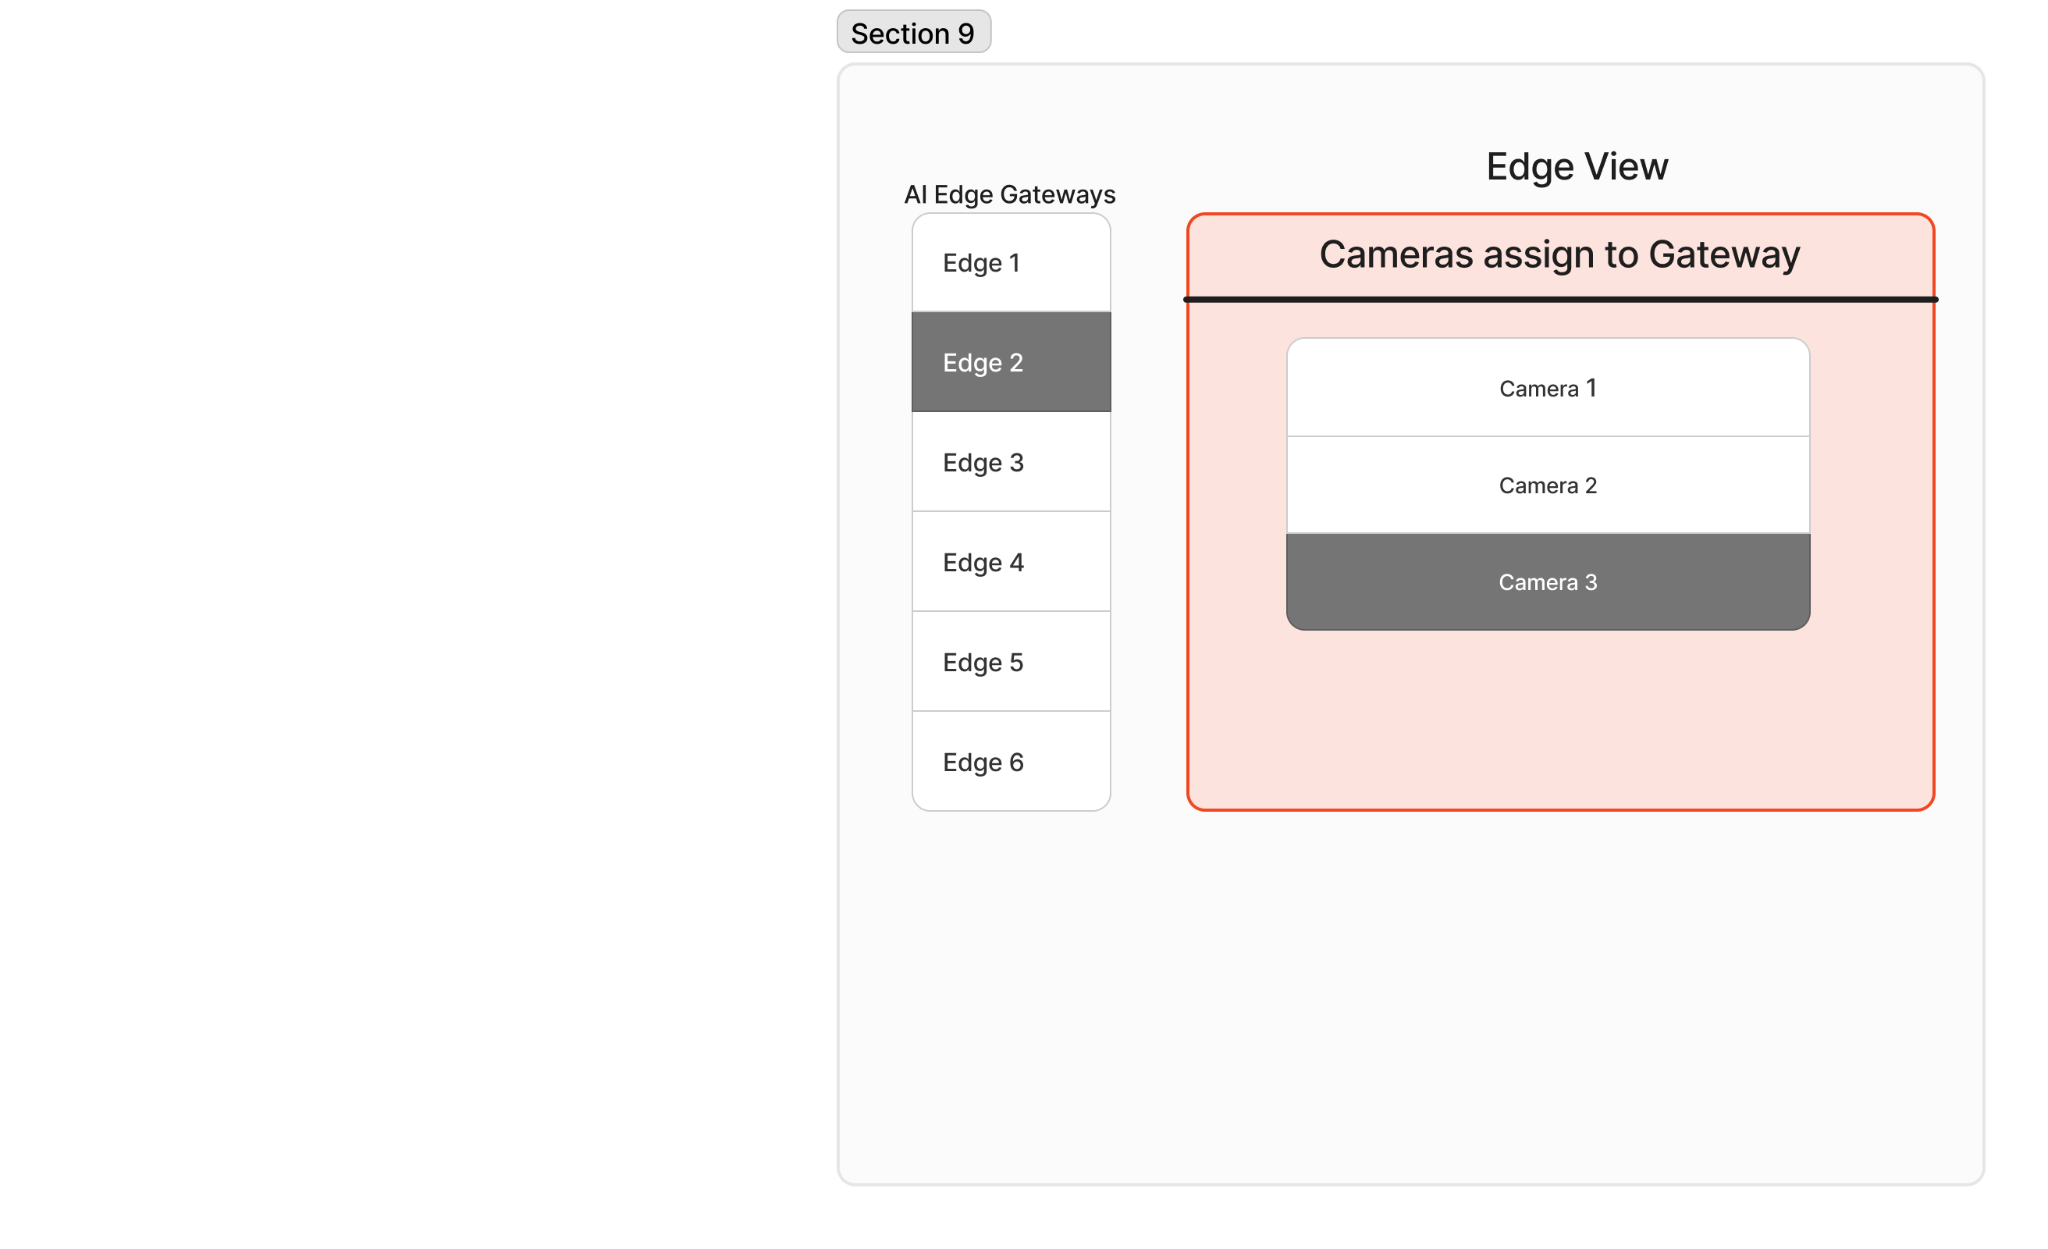 Section 9
Edge View
AI Edge Gateways
Edge 1
Edge 2
Edge 3
Edge 4
Edge 5
Edge 6
Cameras assign to Gateway
Camera 1
Camera 2
Camera 3